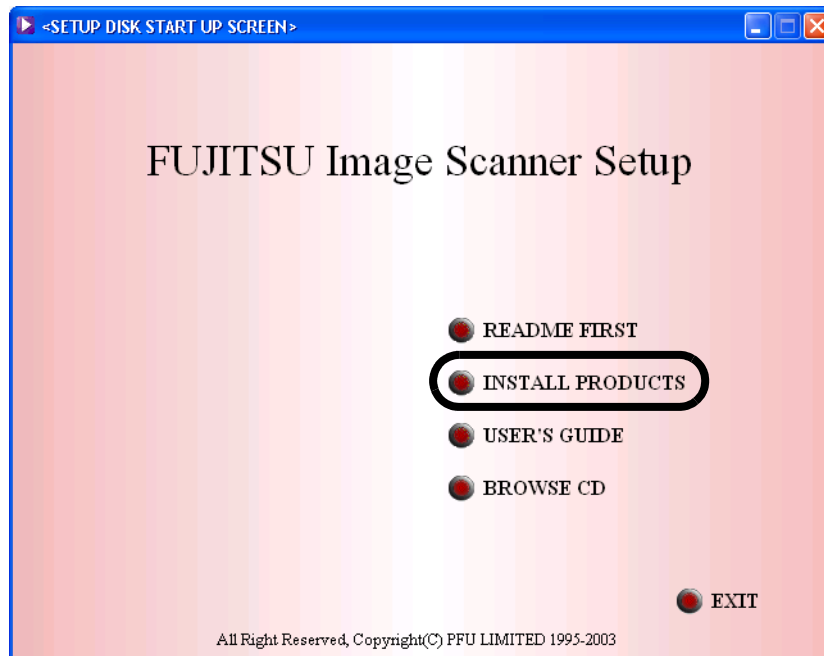 <SETUP DISK START UP SCREEN>
FUJITSU Image Scanner Setup
README FIRST
INSTALL PRODUCTS
USER'S GUIDE
BROWSE CD
EXIT
All Right Reserved, Copyright(C) PFU LIMITED 1995-2003